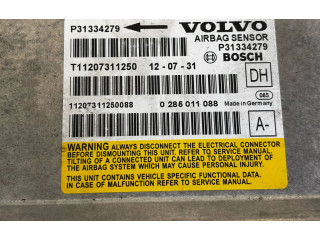 P31334279 VOLVO
AIRBAG SENSOR
P31334279
BOSCH
T11207311250 12-07-31
DH
065
11207311250088 0 285 011 088 Made in Germany
A-
WARNING ALWAYS DISCONNECT THE ELECTRICAL CONNECTOR
BEFORE DISMOUNTING THIS UNIT. REFER TO SERVICE MANUAL.
TILTING OF A CONNECTED UNIT CAN LEAD TO DEPLOYMENT OF
THE AIRBAG SYSTEM WHICH MAY CAUSE SERIOUS INJURY.
THIS UNIT CONTAINS VEHICLE SPECIFIC FUNCTIONAL DATA.
IN CASE OF MALFUNCTION REFER TO SERVICE MANUAL.